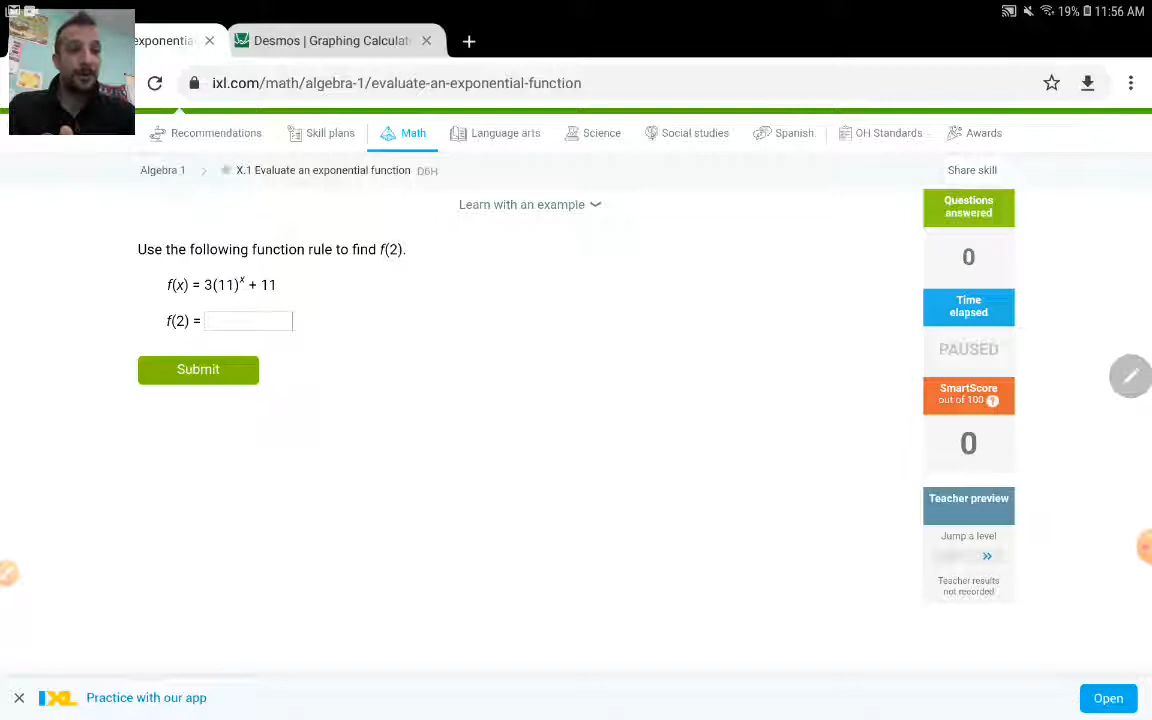 19% 11:56 AM
exponentia
Desmos | Graphing Calculat
ixl.com/math/algebra-1/evaluate-an-exponential-function
Recommendations
Skill plans
Math
Language arts
Science
Social studies
Spanish
OH Standards
Awards
Algebra 1
X.1 Evaluate an exponential function D6H
Share skill
Learn with an example
Use the following function rule to find f(2).
f(x) = 3(11)^x + 11
f(2) =
Submit
Questions
answered
0
Time
elapsed
PAUSED
SmartScore
out of 100 ?
0
Teacher preview
Jump a level
Teacher results
not recorded
IXL
Practice with our app
Open